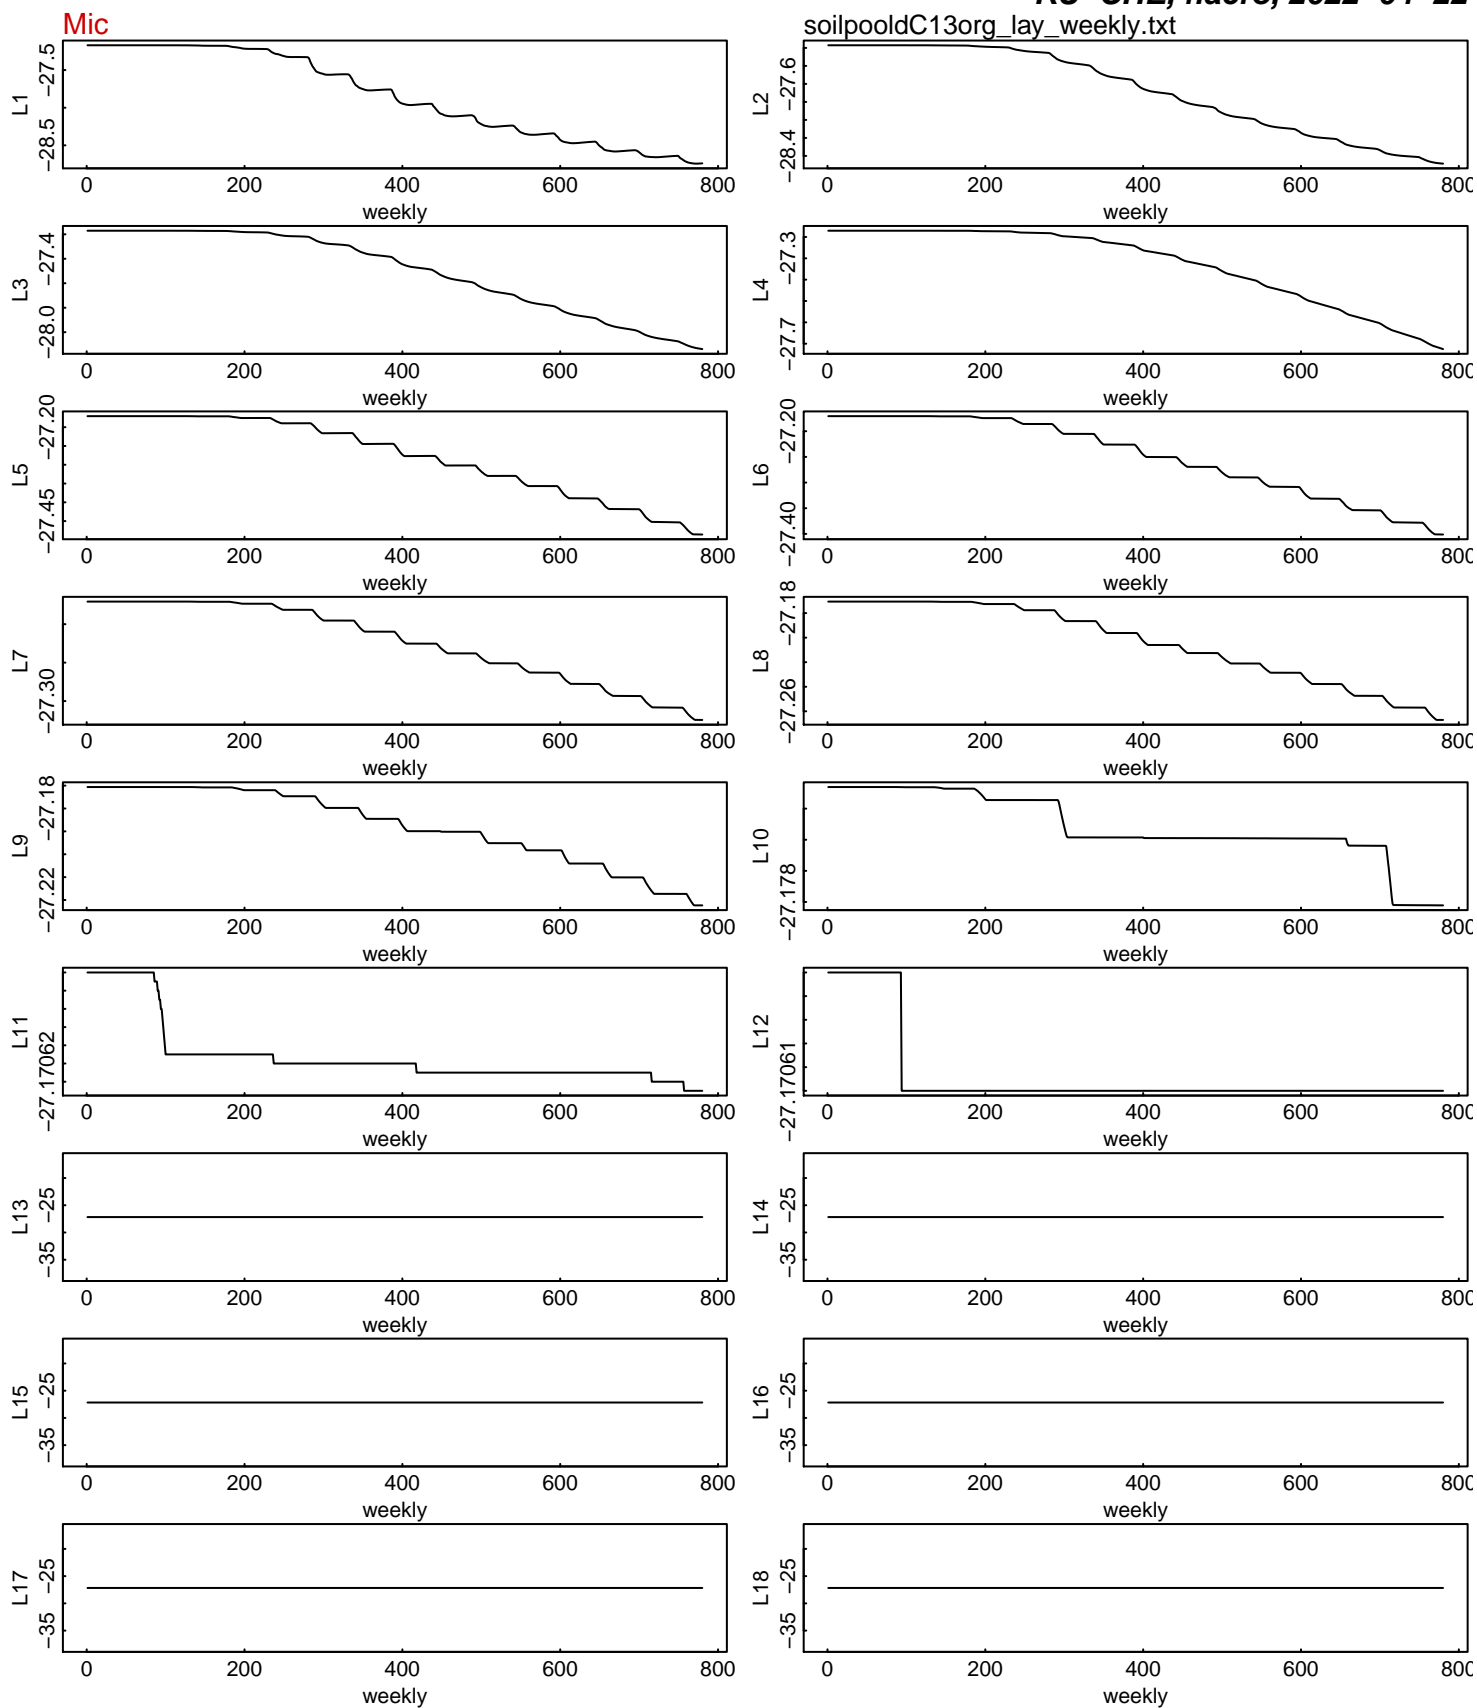 Mic
soilpooldC13org_lay_weekly.txt
L1
−28.5 −27.5
0 200 400 600 800
weekly
L2
−28.4 −27.6
0 200 400 600 800
weekly
L3
−28.0 −27.4
0 200 400 600 800
weekly
L4
−27.7 −27.3
0 200 400 600 800
weekly
L5
−27.45 −27.20
0 200 400 600 800
weekly
L6
−27.40 −27.20
0 200 400 600 800
weekly
L7
−27.30
0 200 400 600 800
weekly
L8
−27.26 −27.18
0 200 400 600 800
weekly
L9
−27.22 −27.18
0 200 400 600 800
weekly
L10
−27.178
0 200 400 600 800
weekly
L11
−27.17062
0 200 400 600 800
weekly
L12
−27.17061
0 200 400 600 800
weekly
L13
−35 −25
0 200 400 600 800
weekly
L14
−35 −25
0 200 400 600 800
weekly
L15
−35 −25
0 200 400 600 800
weekly
L16
−35 −25
0 200 400 600 800
weekly
L17
−35 −25
0 200 400 600 800
weekly
L18
−35 −25
0 200 400 600 800
weekly